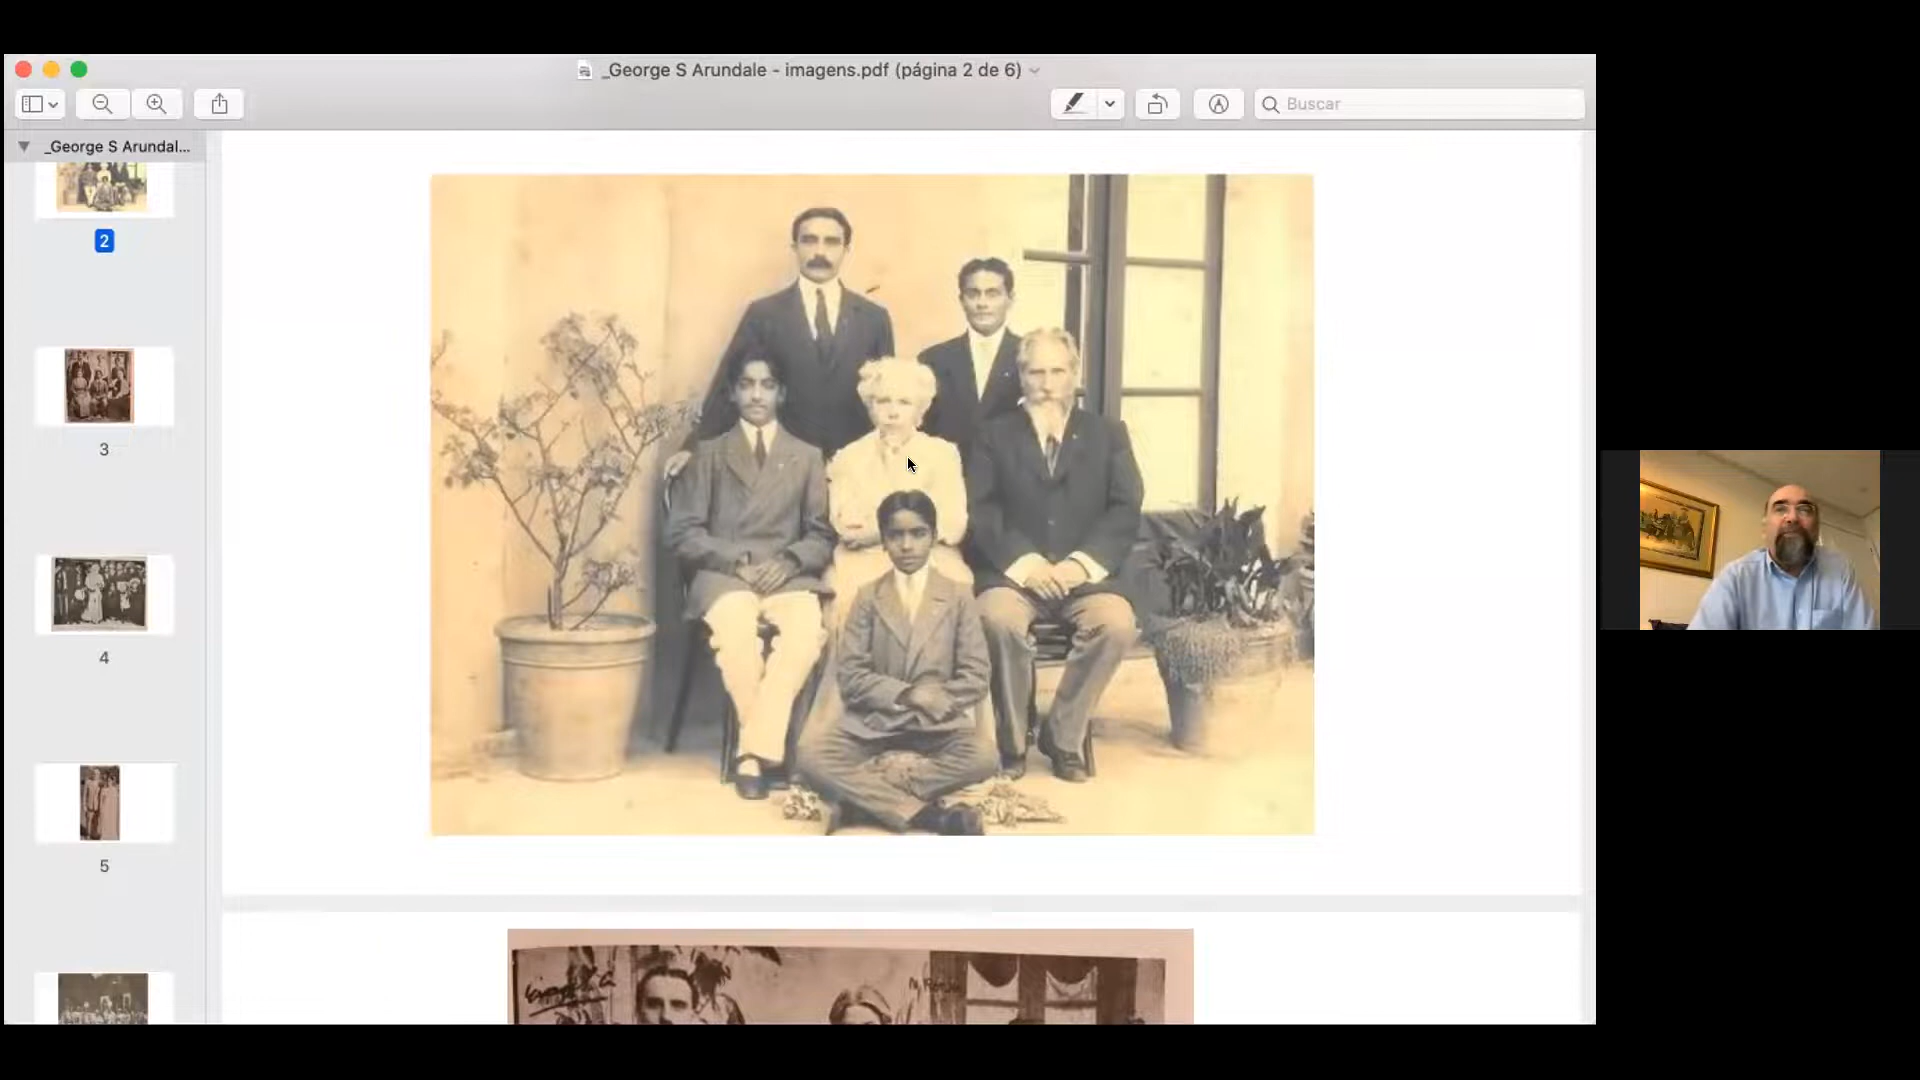 _George S Arundale - imagens.pdf (página 2 de 6)
Buscar
_George S Arundal...
2
3
4
5